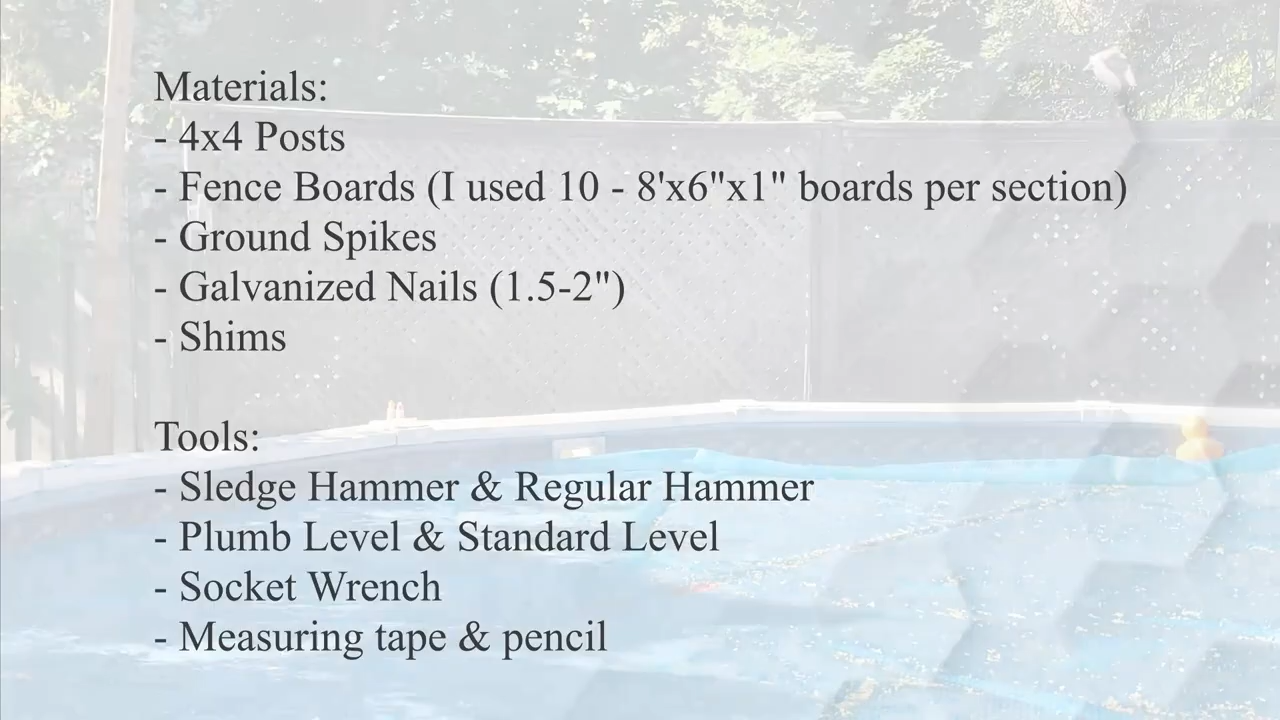 Materials:
- 4x4 Posts
- Fence Boards (I used 10 - 8'x6"x1" boards per section)
- Ground Spikes
- Galvanized Nails (1.5-2")
- Shims
Tools:
- Sledge Hammer & Regular Hammer
- Plumb Level & Standard Level
- Socket Wrench
- Measuring tape & pencil